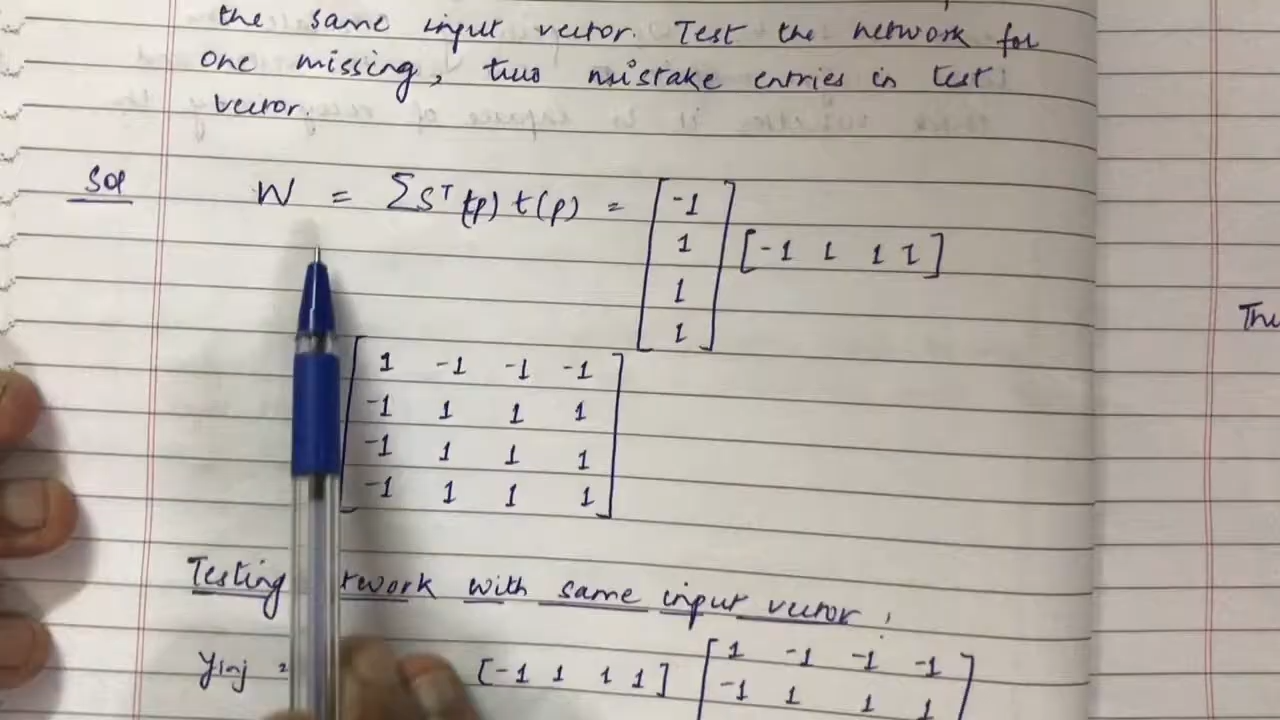 the same input vector. Test the network for
one missing, two mistake entries in test
vector.
Sol W = ΣS^T(p) t(p) = [-1 1 1 1] [-1 1 1 1]
1 -1 -1 -1
-1 1 1 1
-1 1 1 1
-1 1 1 1
The
Testing network with same input vector,
Yinj = [-1 1 1 1] [1 -1 -1 -1
-1 1 1 1